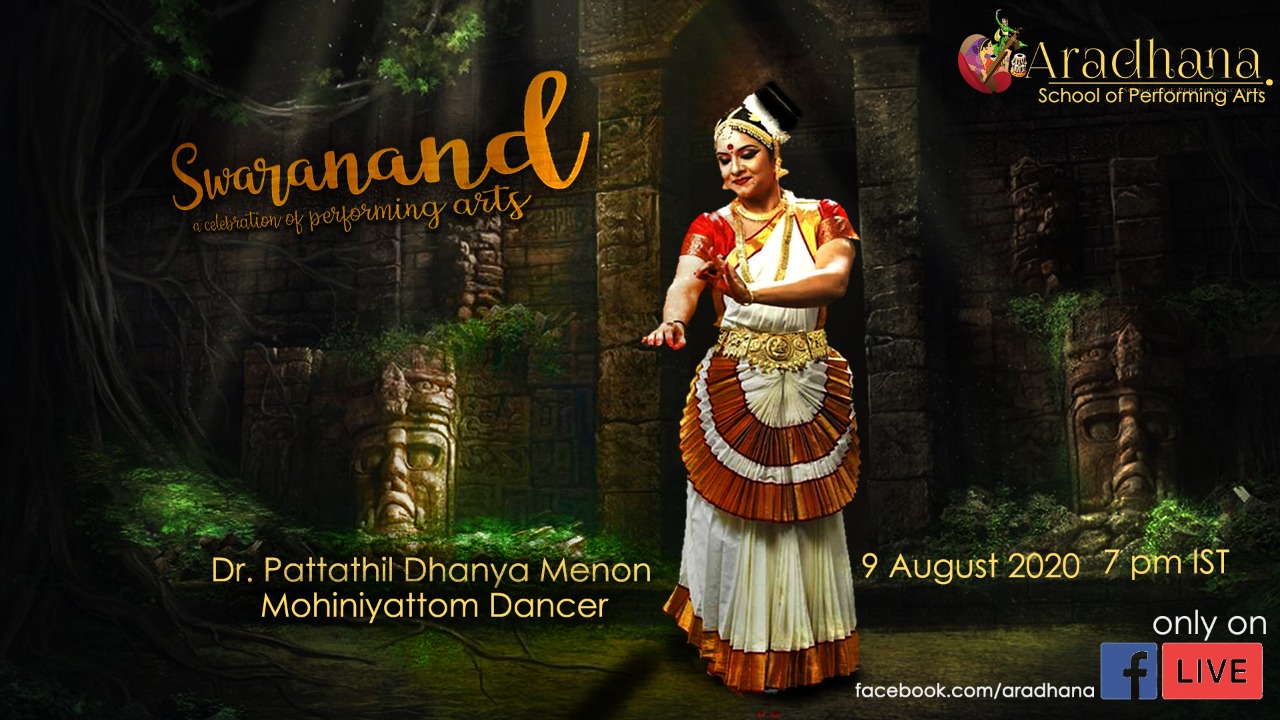 Aradhana
School of Performing Arts
Swaranand
a celebration of performing arts
Dr. Pattathil Dhanya Menon
Mohiniyattom Dancer
9 August 2020 7 pm IST
only on
facebook.com/aradhana f LIVE